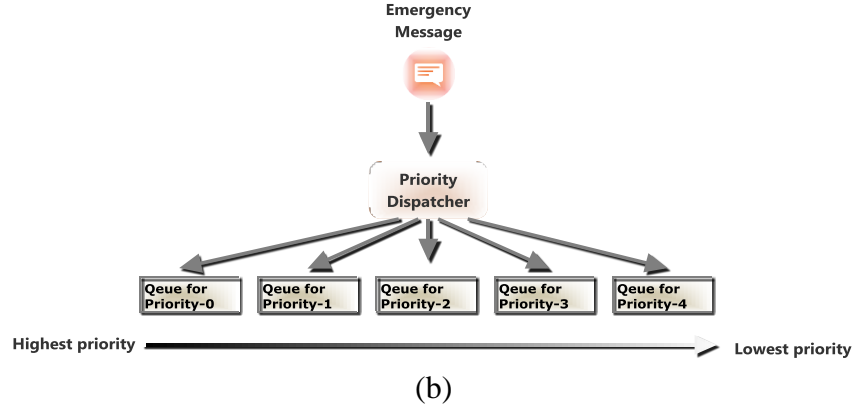 Emergency
Message
Priority
Dispatcher
Qeue for
Priority-0
Qeue for
Priority-1
Qeue for
Priority-2
Qeue for
Priority-3
Qeue for
Priority-4
Highest priority
Lowest priority
(b)